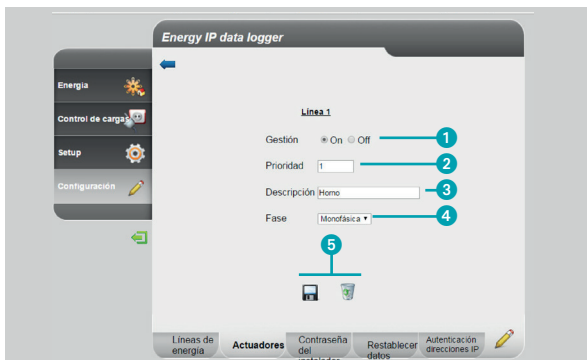 Energy IP data logger
Energia
Control de cargas
Setup
Configuración
Línea 1
Gestión On Off 1
Prioridad 1 2
Descripción Horno 3
Fase Monofásica 4
5
Líneas de
energía
Actuadores
Contraseña
del
Restablecer
datos
Autenticación
direcciones IP